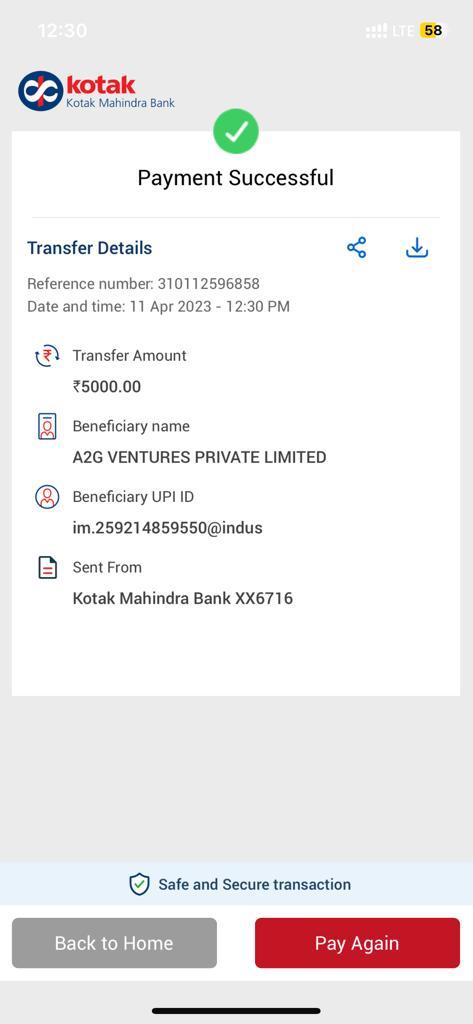 12:30
LTE 58
kotak
Kotak Mahindra Bank
Payment Successful
Transfer Details
Reference number: 310112596858
Date and time: 11 Apr 2023 - 12:30 PM
Transfer Amount
₹5000.00
Beneficiary name
A2G VENTURES PRIVATE LIMITED
Beneficiary UPI ID
im.259214859550@indus
Sent From
Kotak Mahindra Bank XX6716
Safe and Secure transaction
Back to Home
Pay Again